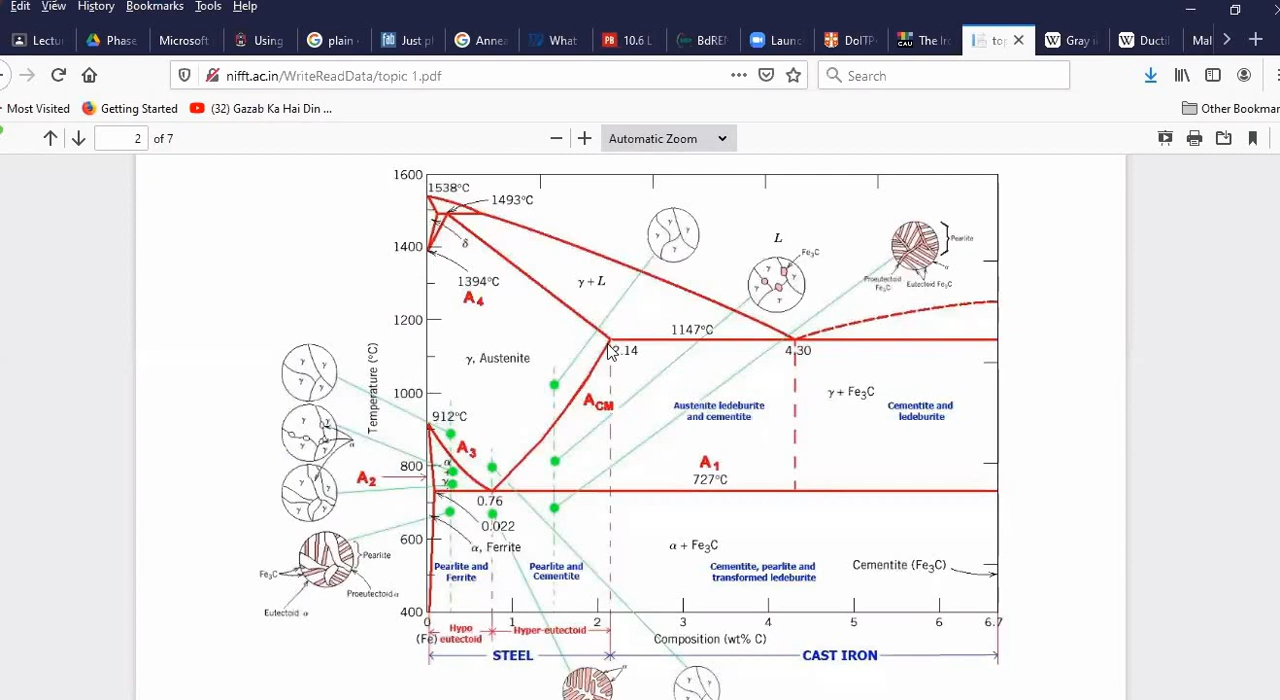 Edit View History Bookmarks Tools Help
Lectu Phase Microsoft Using plain Just pl Annea What 10.6 L BdREN Launc DoITP The Iro top Gray i Ductil Mal
nifft.ac.in/WriteReadData/topic 1.pdf Search
Most Visited Getting Started (32) Gazab Ka Hai Din ... Other Bookmar
2 of 7 Automatic Zoom
1600
1538°C
1493°C
1400
δ
1394°C
A4
γ + L
L
Fe3C
Pearlite
α
Proeutectoid Fe3C
Eutectoid Fe3C
γ γ γ
γ γ γ
1200
1147°C
2.14
4.30
γ, Austenite
Temperature (°C)
1000
ACM
Austenite ledeburite
and cementite
γ + Fe3C
Cementite and
ledeburite
912°C
A3
α
+
γ
800
A2
A1
727°C
0.76
0.022
600
α, Ferrite
α + Fe3C
Cementite (Fe3C)
Pearlite and
Ferrite
Pearlite and
Cementite
Cementite, pearlite and
transformed ledeburite
Pearlite
Fe3C
Proeutectoid α
Eutectoid α
400
0 1 2 3 4 5 6 6.7
(Fe)
Hypo
eutectoid
Hyper-eutectoid
Composition (wt% C)
STEEL
CAST IRON
α
γ
γ